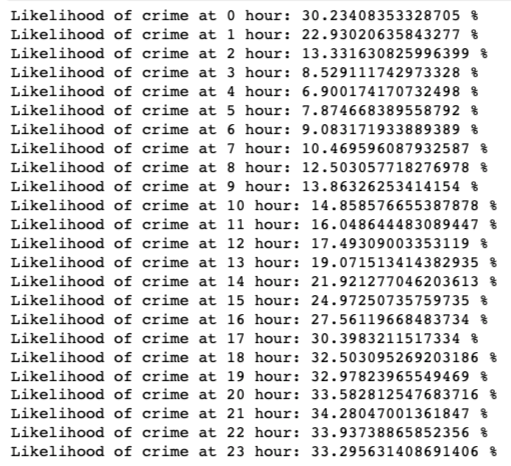 Likelihood of crime at 0 hour: 30.23408353328705 %
Likelihood of crime at 1 hour: 22.93020635843277 %
Likelihood of crime at 2 hour: 13.331630825996399 %
Likelihood of crime at 3 hour: 8.529111742973328 %
Likelihood of crime at 4 hour: 6.900174170732498 %
Likelihood of crime at 5 hour: 7.874668389558792 %
Likelihood of crime at 6 hour: 9.083171933889389 %
Likelihood of crime at 7 hour: 10.469596087932587 %
Likelihood of crime at 8 hour: 12.503057718276978 %
Likelihood of crime at 9 hour: 13.86326253414154 %
Likelihood of crime at 10 hour: 14.858576655387878 %
Likelihood of crime at 11 hour: 16.048644483089447 %
Likelihood of crime at 12 hour: 17.49309003353119 %
Likelihood of crime at 13 hour: 19.071513414382935 %
Likelihood of crime at 14 hour: 21.921277046203613 %
Likelihood of crime at 15 hour: 24.97250735759735 %
Likelihood of crime at 16 hour: 27.56119668483734 %
Likelihood of crime at 17 hour: 30.3983211517334 %
Likelihood of crime at 18 hour: 32.503095269203186 %
Likelihood of crime at 19 hour: 32.97823965549469 %
Likelihood of crime at 20 hour: 33.582812547683716 %
Likelihood of crime at 21 hour: 34.28047001361847 %
Likelihood of crime at 22 hour: 33.93738865852356 %
Likelihood of crime at 23 hour: 33.295631408691406 %